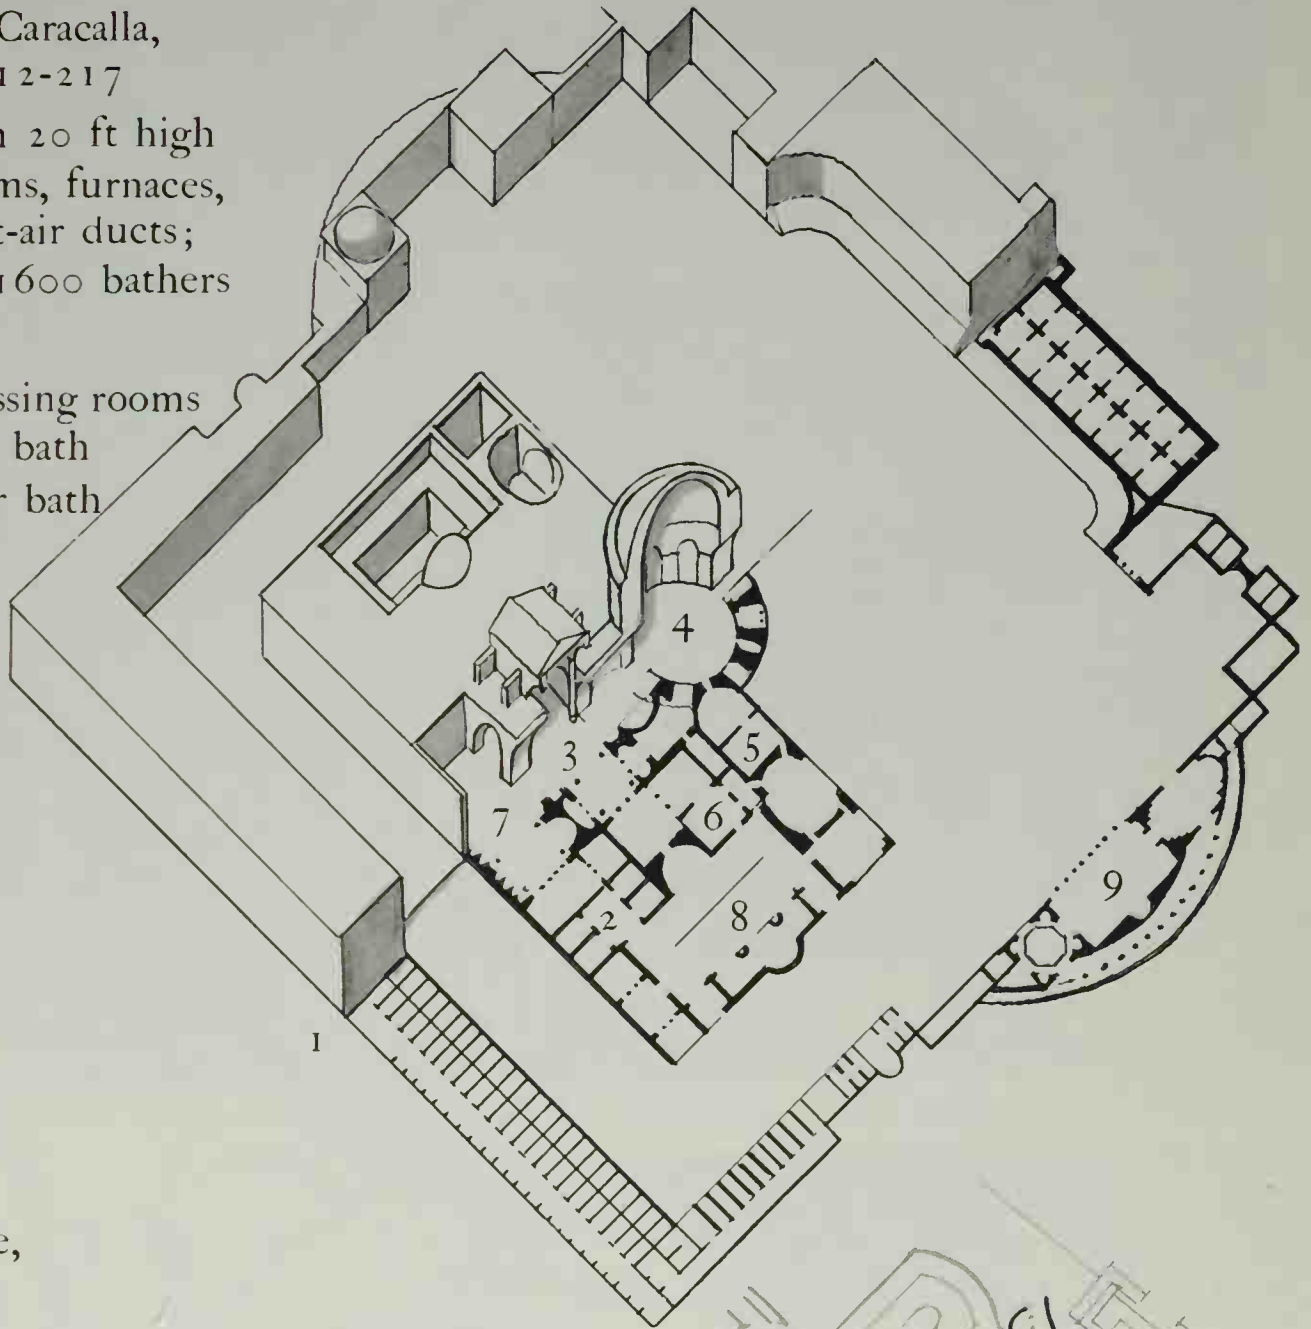 Caracalla,
12-217
20 ft high
ms, furnaces,
t-air ducts;
1600 bathers
ssing rooms
bath
bath
4
3
5
7
6
2
8
9
1